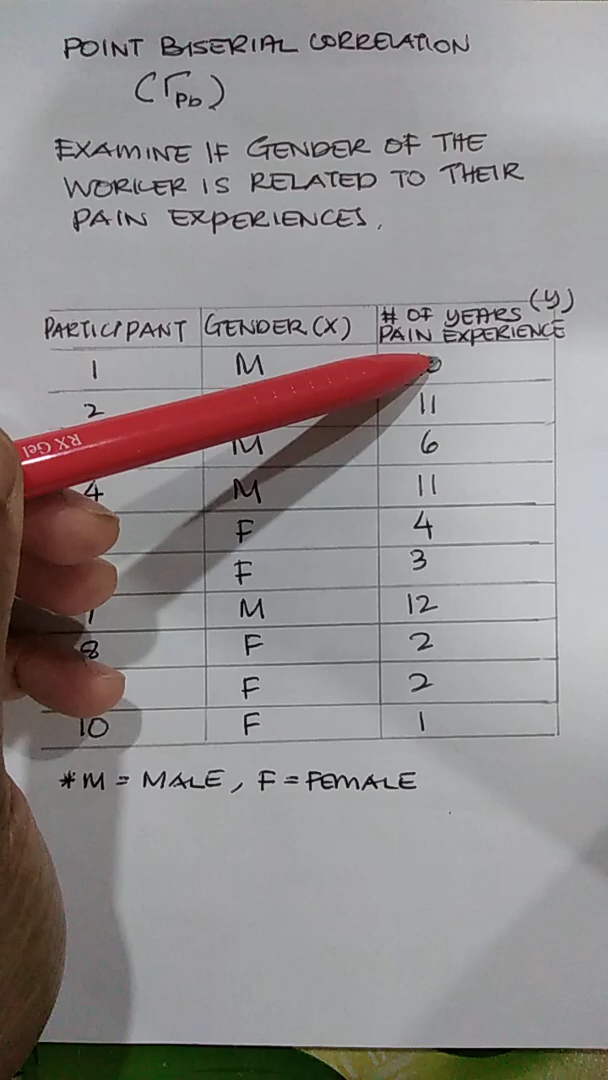 POINT BISERIAL CORRELATION
(rpb)
EXAMINE IF GENDER OF THE
WORKER IS RELATED TO THEIR
PAIN EXPERIENCES.
PARTICIPANT GENDER (X) # OF YEARS (Y)
PAIN EXPERIENCE
1 M
2 11
M 6
4 M 11
F 4
F 3
M 12
8 F 2
F 2
10 F 1
*M = MALE, F = FEMALE
RX Gel